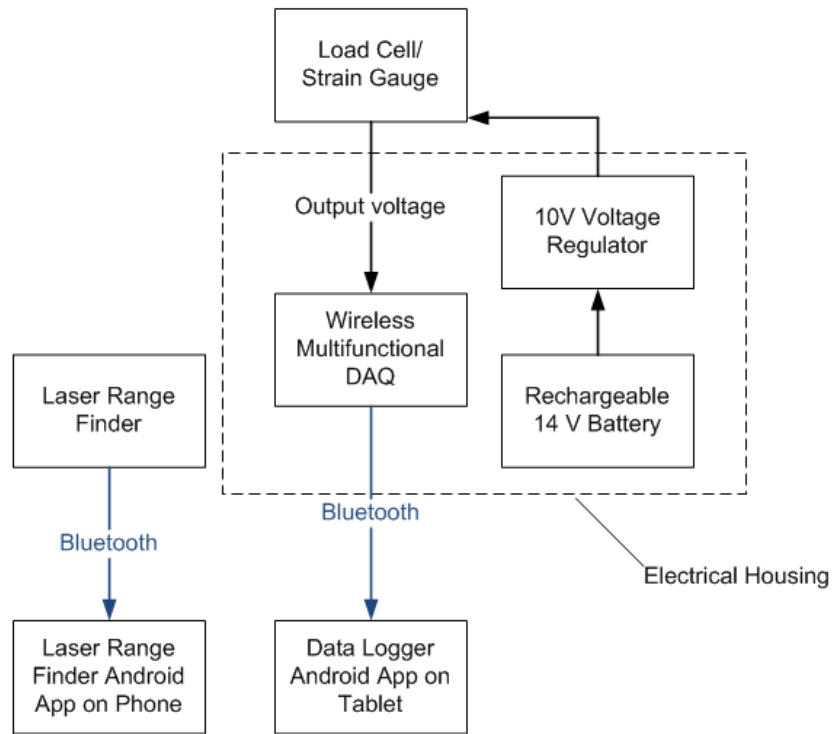 Load Cell/
Strain Gauge
Output voltage
10V Voltage
Regulator
Wireless
Multifunctional
DAQ
Rechargeable
14 V Battery
Laser Range
Finder
Bluetooth
Bluetooth
Electrical Housing
Laser Range
Finder Android
App on Phone
Data Logger
Android App on
Tablet